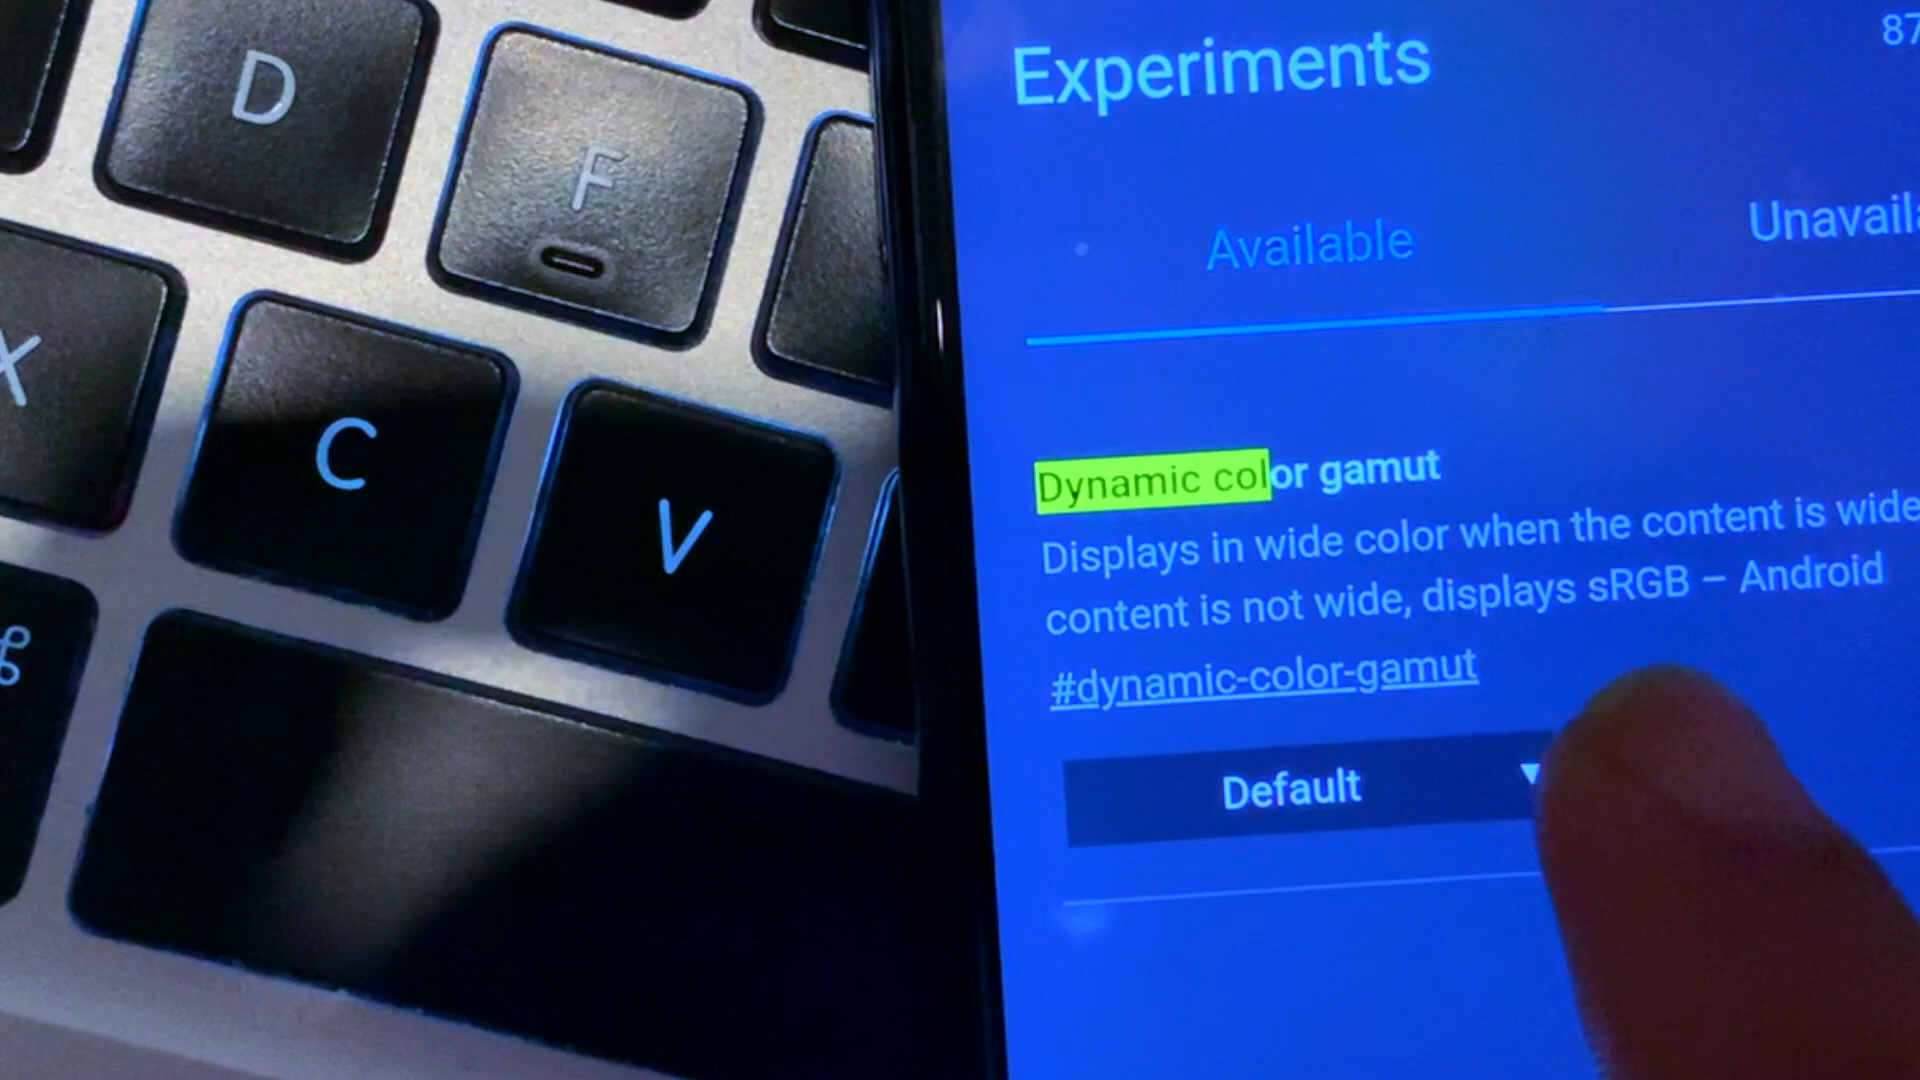 D
F
X
C
V
⌘
Experiments
87
Available
Unavaila
Dynamic color gamut
Displays in wide color when the content is wide
content is not wide, displays sRGB – Android
#dynamic-color-gamut
Default